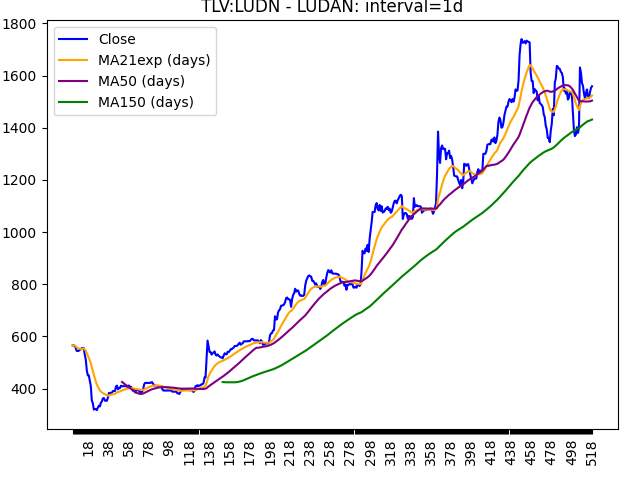 TLV:LUDN - LUDAN: interval=1d
Close
MA21exp (days)
MA50 (days)
MA150 (days)
1800
1600
1400
1200
1000
800
600
400
18 38 58 78 98 118 138 158 178 198 218 238 258 278 298 318 338 358 378 398 418 438 458 478 498 518